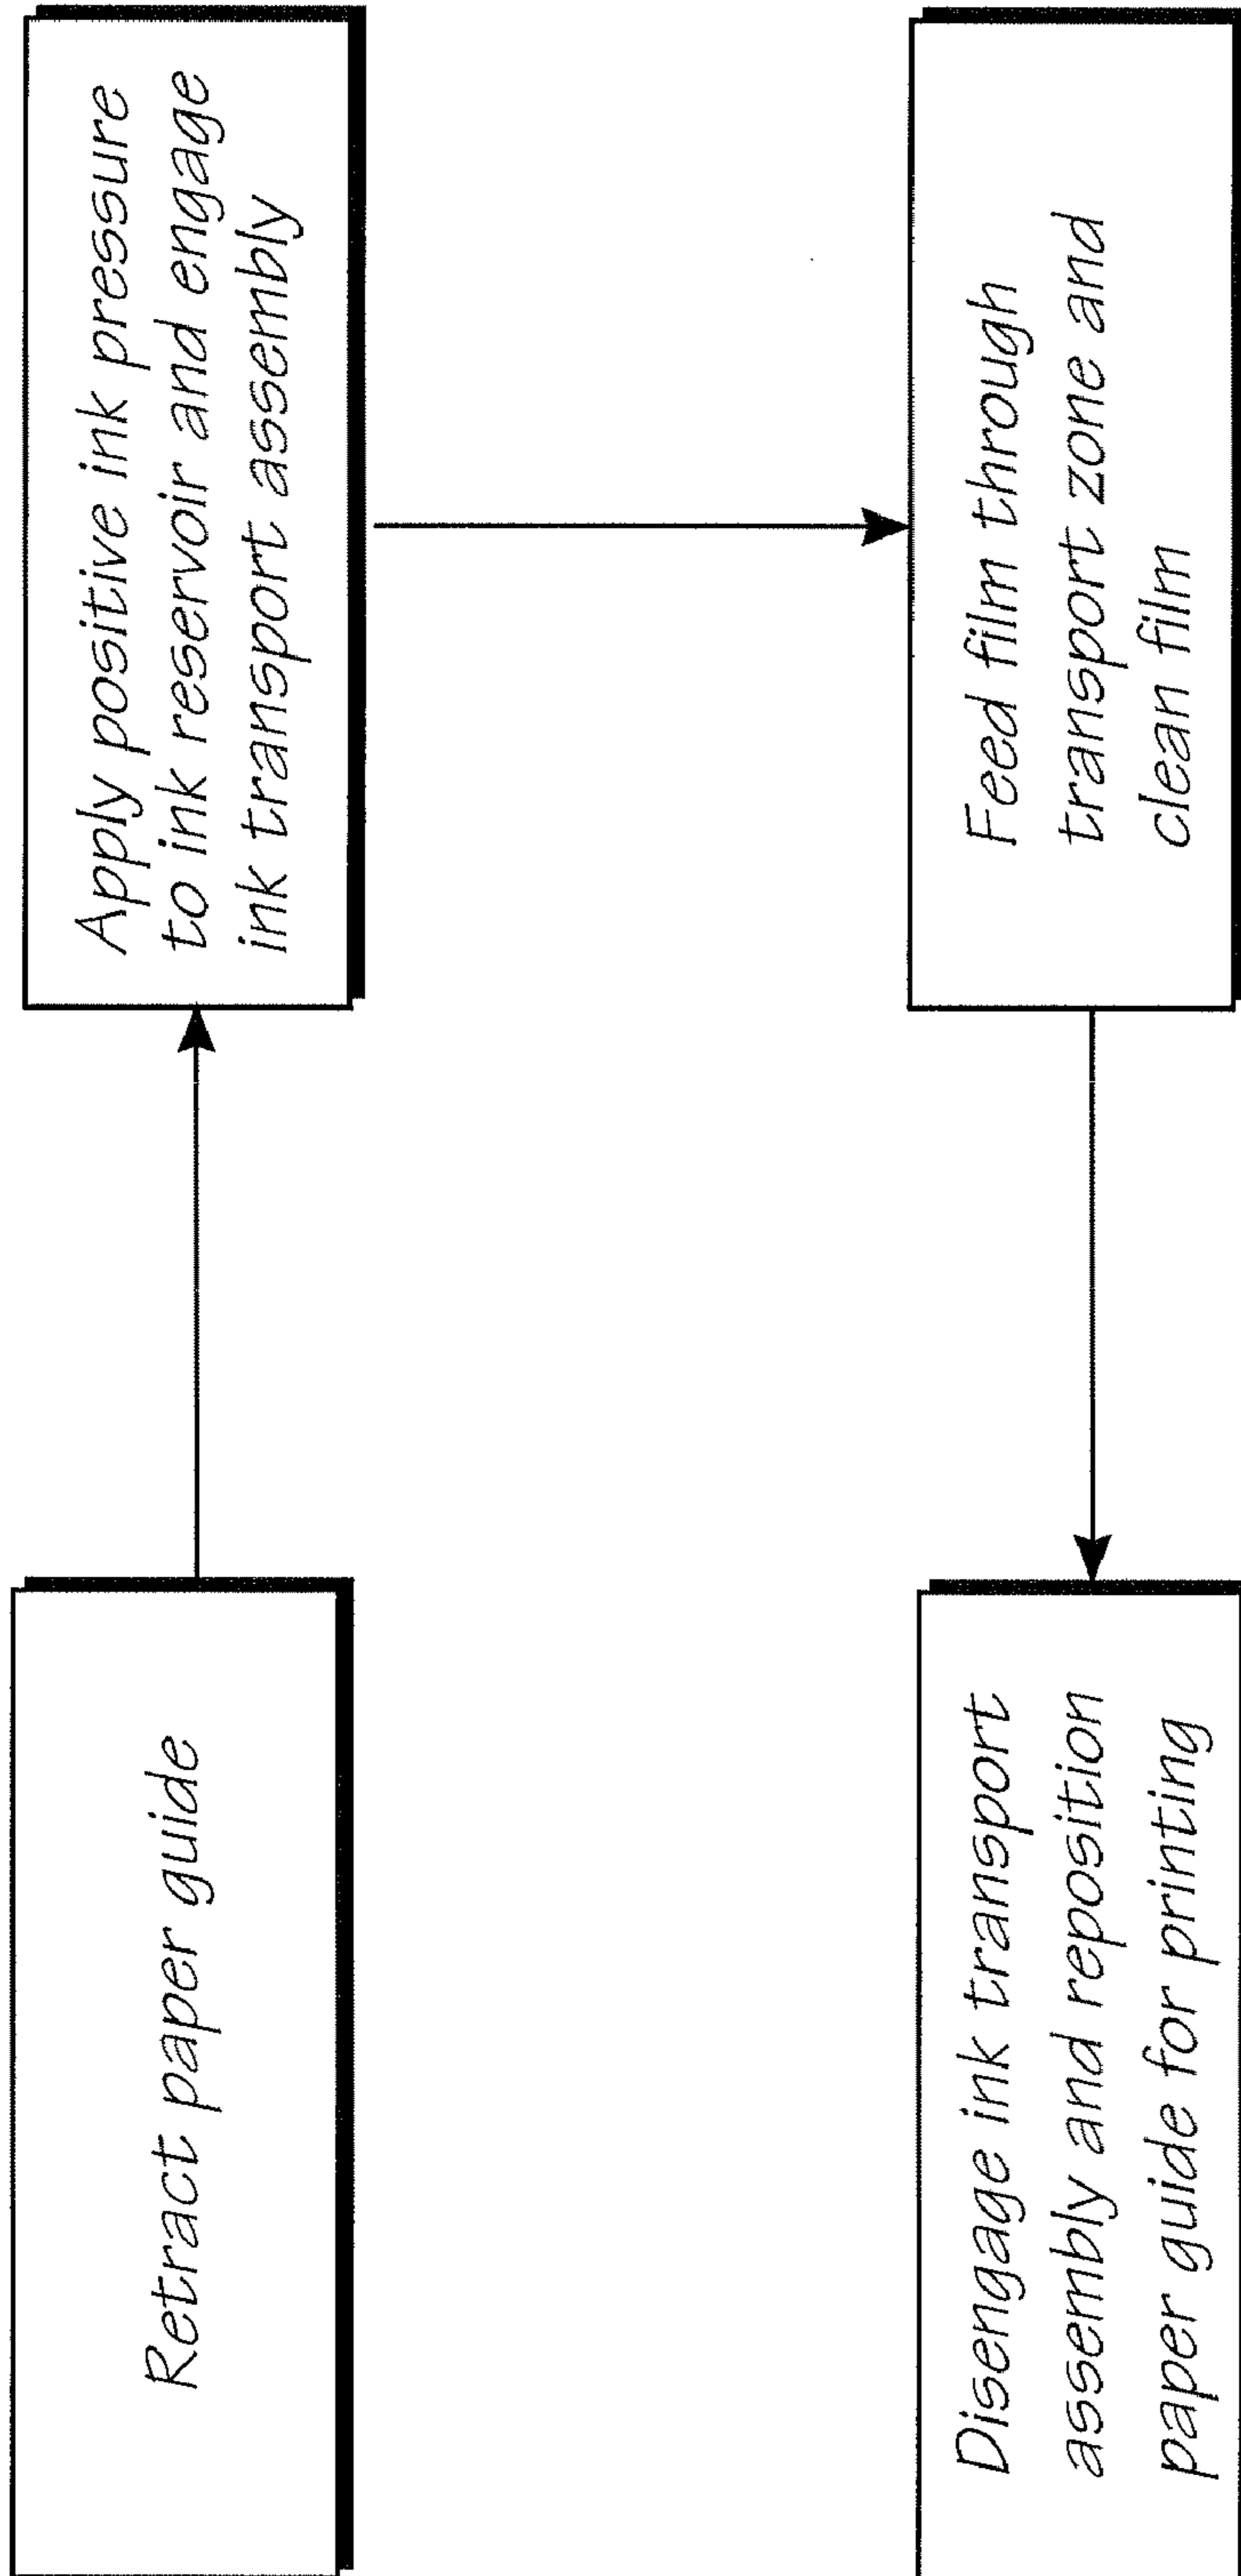 Retract paper guide
Apply positive ink pressure
to ink reservoir and engage
ink transport assembly
Feed film through
transport zone and
clean film
Disengage ink transport
assembly and reposition
paper guide for printing